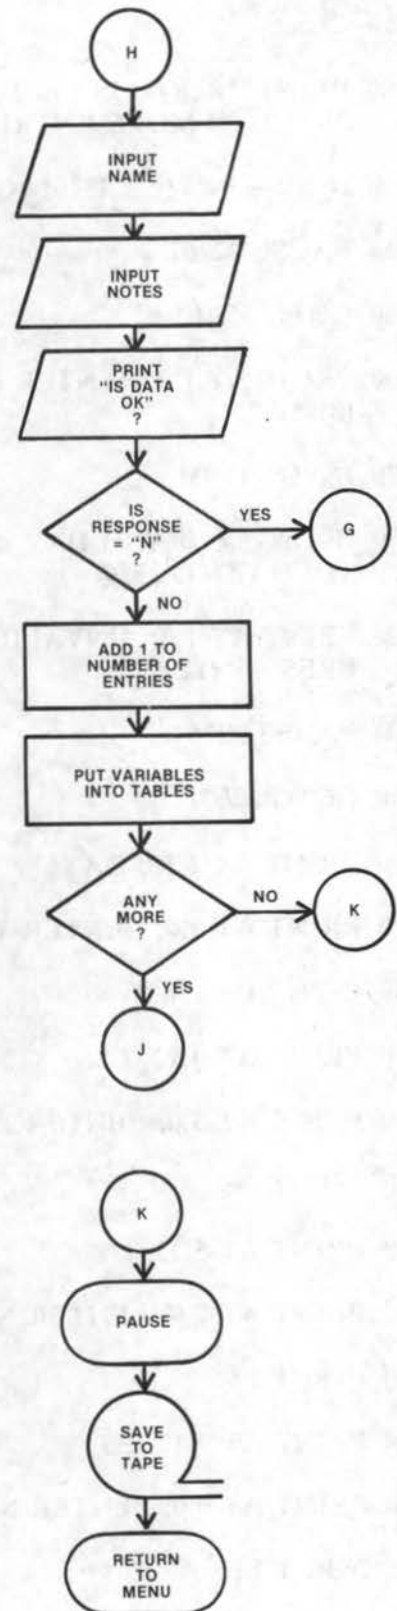 H
INPUT
NAME
INPUT
NOTES
PRINT
"IS DATA
OK"
?
IS
RESPONSE
= "N"
?
YES
G
NO
ADD 1 TO
NUMBER OF
ENTRIES
PUT VARIABLES
INTO TABLES
ANY
MORE
?
NO
K
YES
J
K
PAUSE
SAVE
TO
TAPE
RETURN
TO
MENU